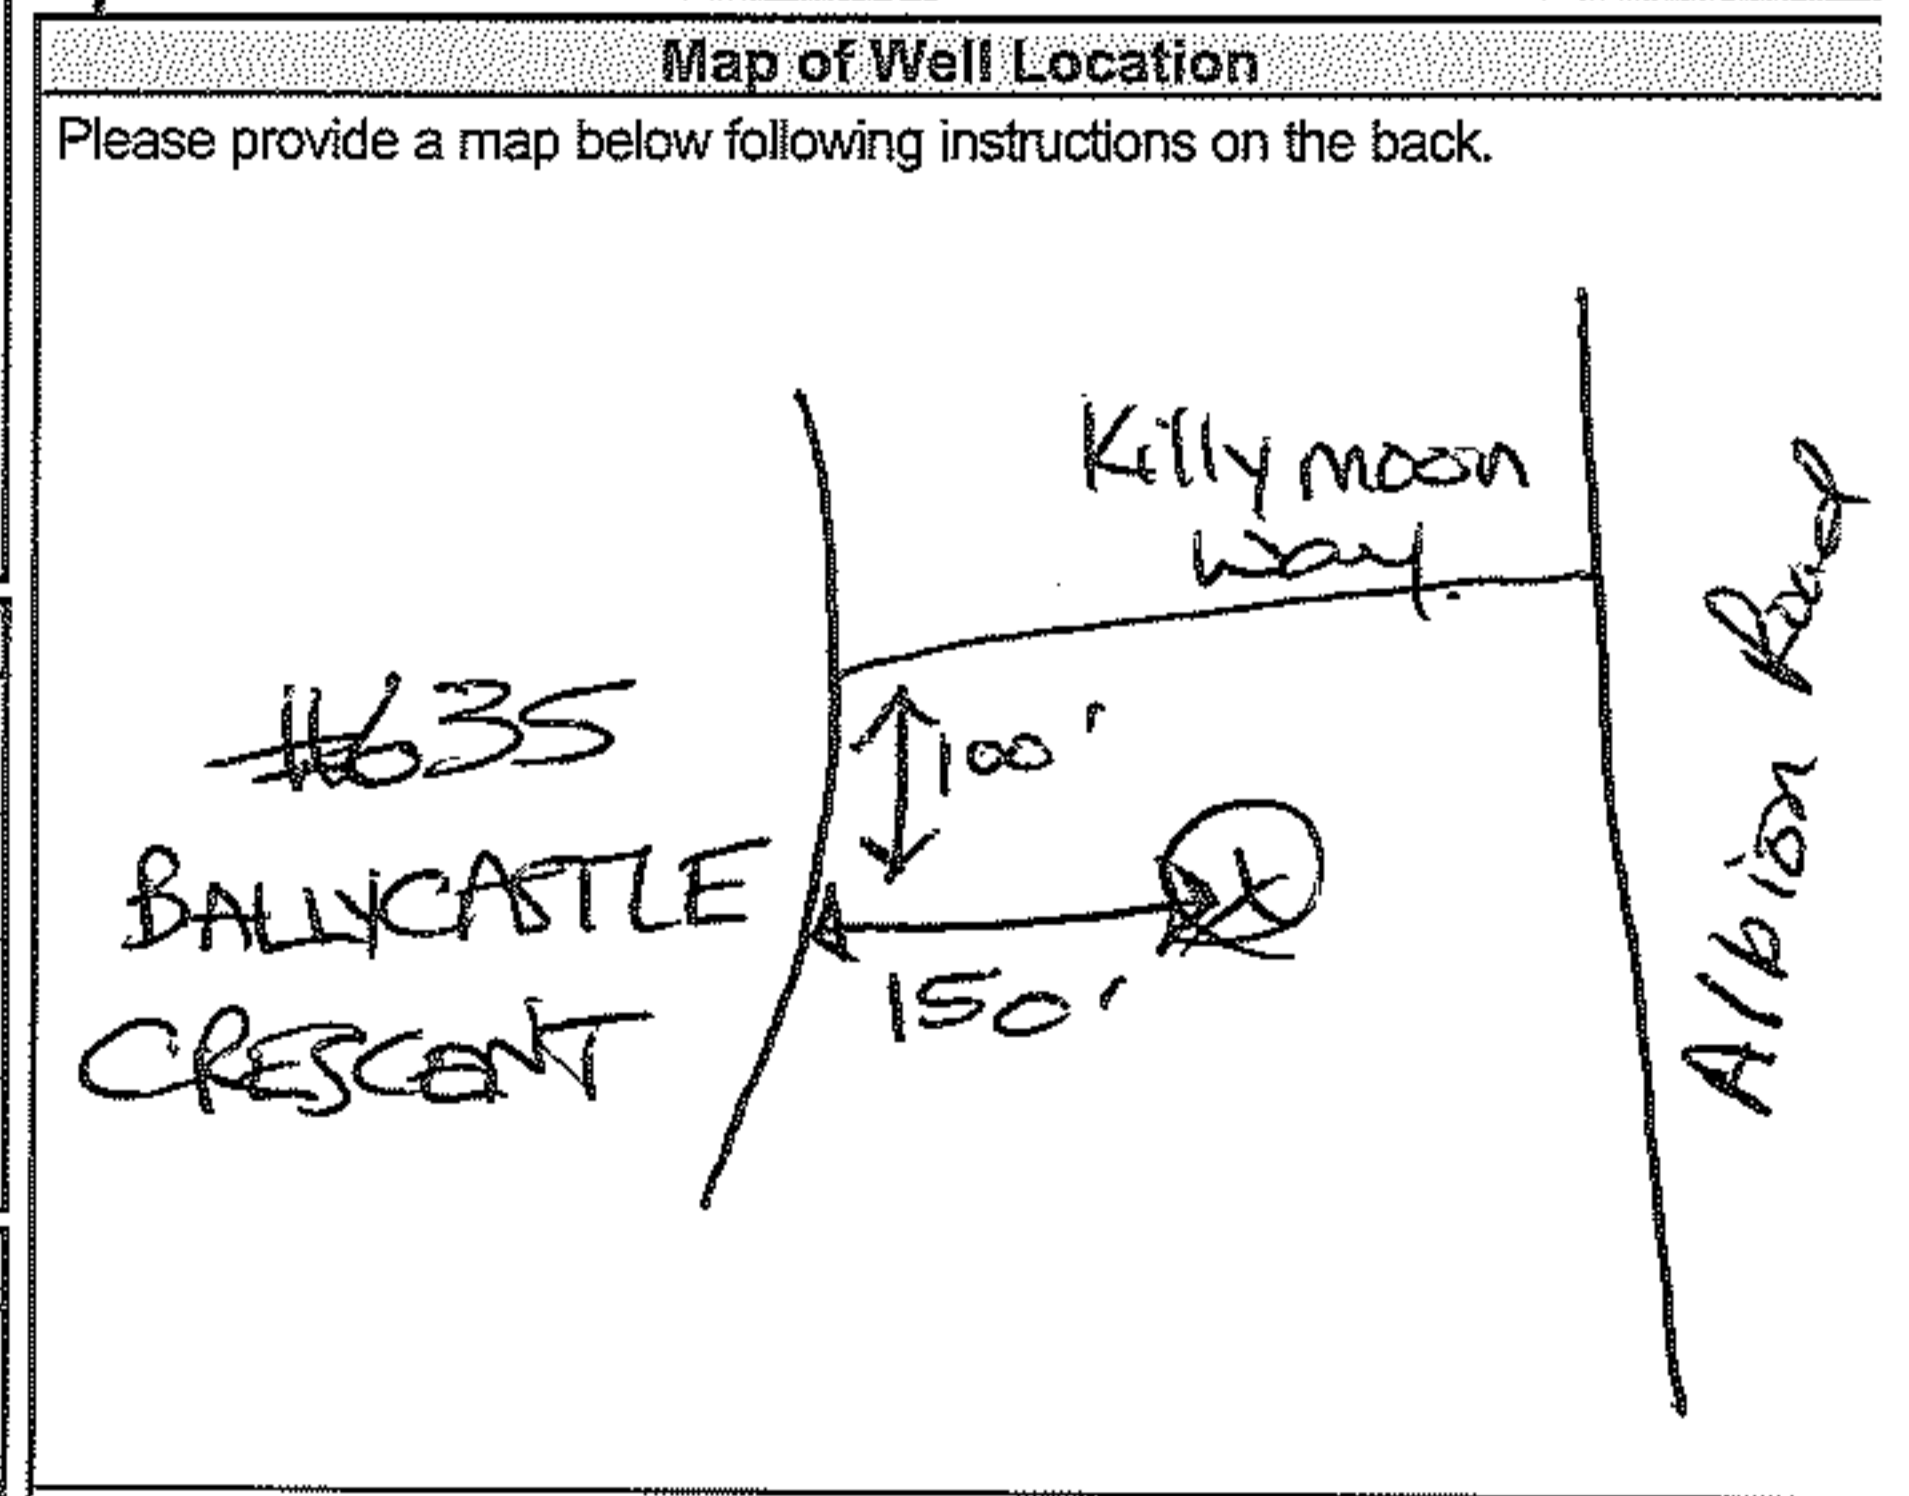 Map of Well Location
Please provide a map below following instructions on the back.
Killymoon
Way.
Albion Road
#635
BALLYCASTLE
CRESCENT
100'
150'